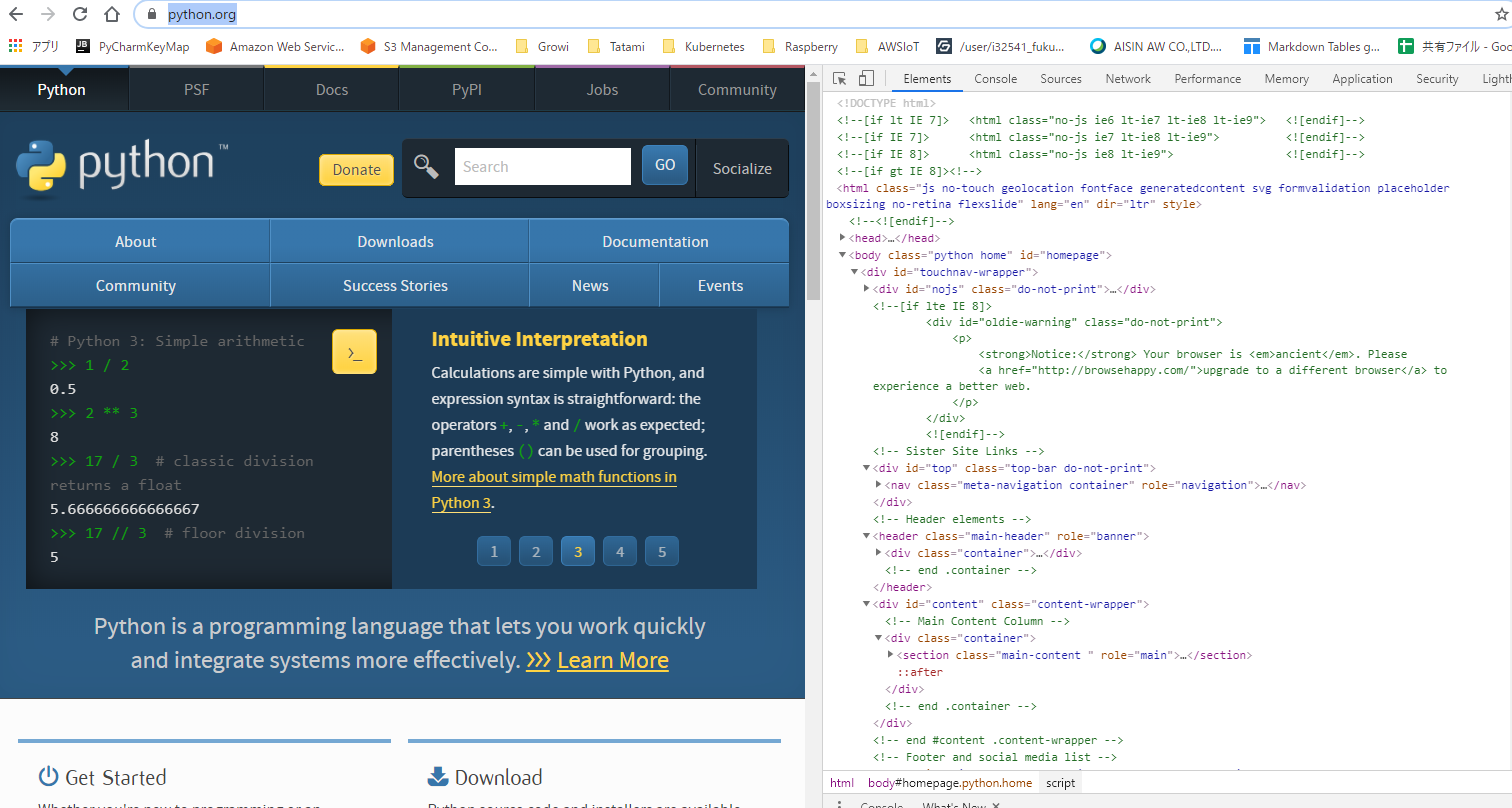 python.org
アプリ PyCharmKeyMap Amazon Web Servic... S3 Management Co... Growi Tatami Kubernetes Raspberry AWSIoT /user/i32541_fuku... AISIN AW CO.,LTD.... Markdown Tables g... 共有ファイル - Goo
Python PSF Docs PyPI Jobs Community
python™
Donate
Search
GO
Socialize
About Downloads Documentation
Community Success Stories News Events
# Python 3: Simple arithmetic
>>> 1 / 2
0.5
>>> 2 ** 3
8
>>> 17 / 3  # classic division
returns a float
5.666666666666667
>>> 17 // 3  # floor division
5
>_
Intuitive Interpretation
Calculations are simple with Python, and
expression syntax is straightforward: the
operators +, -, * and / work as expected;
parentheses () can be used for grouping.
More about simple math functions in
Python 3.
1 2 3 4 5
Python is a programming language that lets you work quickly
and integrate systems more effectively. >>> Learn More
Get Started
Download
Elements Console Sources Network Performance Memory Application Security Lighth
<!DOCTYPE html>
<!--[if lt IE 7]>   <html class="no-js ie6 lt-ie7 lt-ie8 lt-ie9">   <![endif]-->
<!--[if IE 7]>      <html class="no-js ie7 lt-ie8 lt-ie9">          <![endif]-->
<!--[if IE 8]>      <html class="no-js ie8 lt-ie9">                 <![endif]-->
<!--[if gt IE 8]><!-->
<html class="js no-touch geolocation fontface generatedcontent svg formvalidation placeholder
boxsizing no-retina flexslide" lang="en" dir="ltr" style>
<!--<![endif]-->
<head>…</head>
<body class="python home" id="homepage">
<div id="touchnav-wrapper">
<div id="nojs" class="do-not-print">…</div>
<!--[if lte IE 8]>
<div id="oldie-warning" class="do-not-print">
<p>
<strong>Notice:</strong> Your browser is <em>ancient</em>. Please
<a href="http://browsehappy.com/">upgrade to a different browser</a> to
experience a better web.
</p>
</div>
<![endif]-->
<!-- Sister Site Links -->
<div id="top" class="top-bar do-not-print">
<nav class="meta-navigation container" role="navigation">…</nav>
</div>
<!-- Header elements -->
<header class="main-header" role="banner">
<div class="container">…</div>
<!-- end .container -->
</header>
<div id="content" class="content-wrapper">
<!-- Main Content Column -->
<div class="container">
<section class="main-content " role="main">…</section>
::after
</div>
<!-- end .container -->
</div>
<!-- end #content .content-wrapper -->
<!-- Footer and social media list -->
html body#homepage.python.home script
Console What's New ×